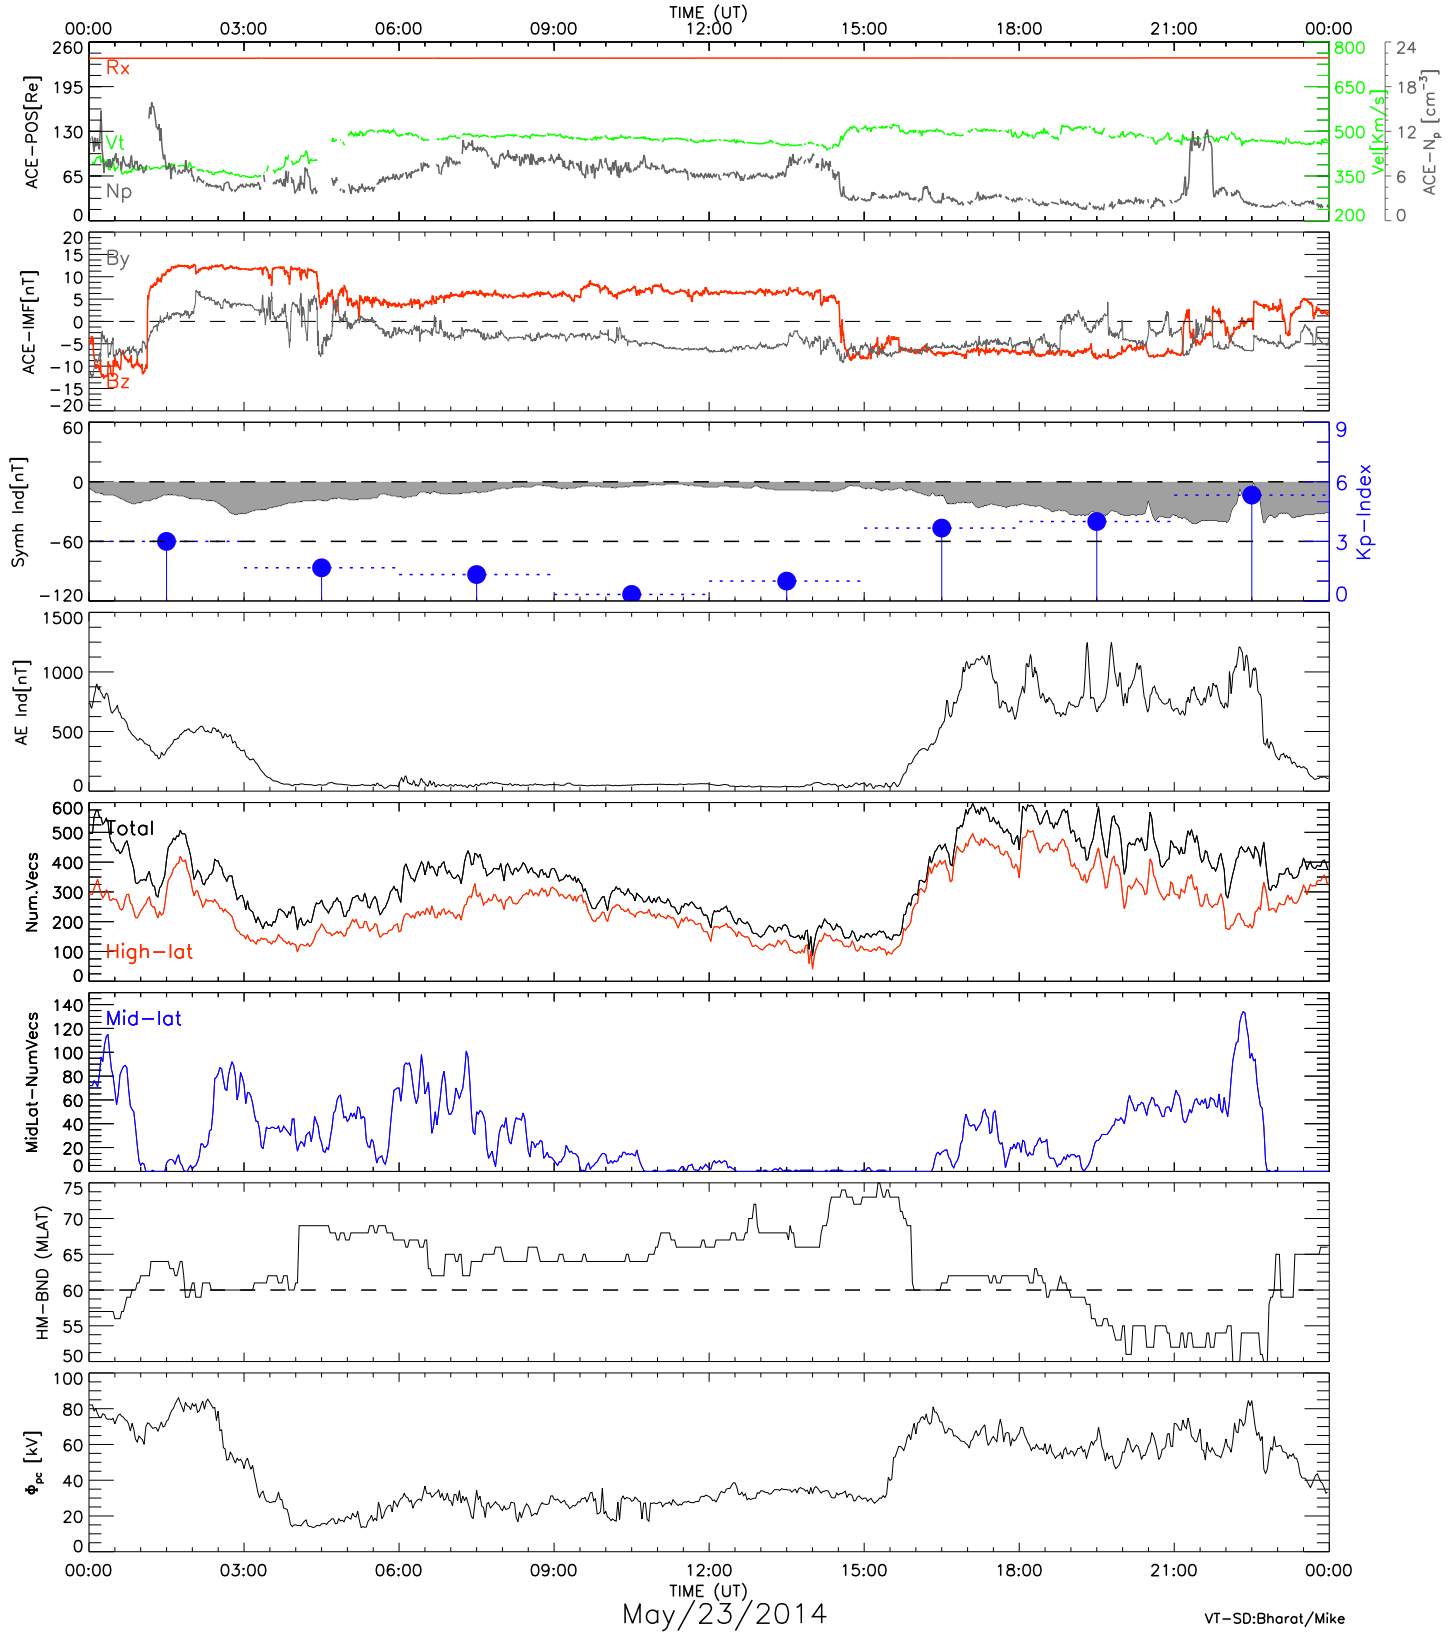 TIME (UT)
00:00 03:00 06:00 09:00 12:00 15:00 18:00 21:00 00:00
260 195 130 65 0
ACE-POS[Re]
Rx
Vt
Np
800 650 500 350 200
Vel[Km/s]
24 18 12 6 0
ACE-Np [cm-3]
20 15 10 5 0 -5 -10 -15 -20
ACE-IMF[nT]
By
Bz
60 0 -60 -120
Symh Ind[nT]
9 6 3 0
Kp-Index
1500 1000 500 0
AE Ind[nT]
600 500 400 300 200 100 0
Num.Vecs
Total
High-lat
140 120 100 80 60 40 20 0
MidLat-NumVecs
Mid-lat
75 70 65 60 55 50
HM-BND (MLAT)
100 80 60 40 20 0
Φpc [kV]
00:00 03:00 06:00 09:00 12:00 15:00 18:00 21:00 00:00
TIME (UT)
May/23/2014
VT-SD:Bharat/Mike